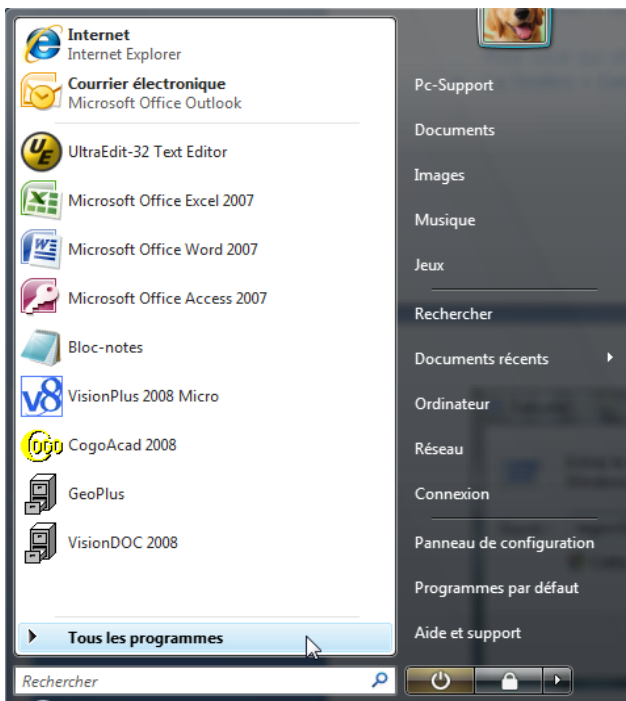 Internet
Internet Explorer
Courrier électronique
Microsoft Office Outlook
UltraEdit-32 Text Editor
Microsoft Office Excel 2007
Microsoft Office Word 2007
Microsoft Office Access 2007
Bloc-notes
VisionPlus 2008 Micro
CogoAcad 2008
GeoPlus
VisionDOC 2008
Tous les programmes
Rechercher
Pc-Support
Documents
Images
Musique
Jeux
Rechercher
Documents récents
Ordinateur
Réseau
Connexion
Panneau de configuration
Programmes par défaut
Aide et support